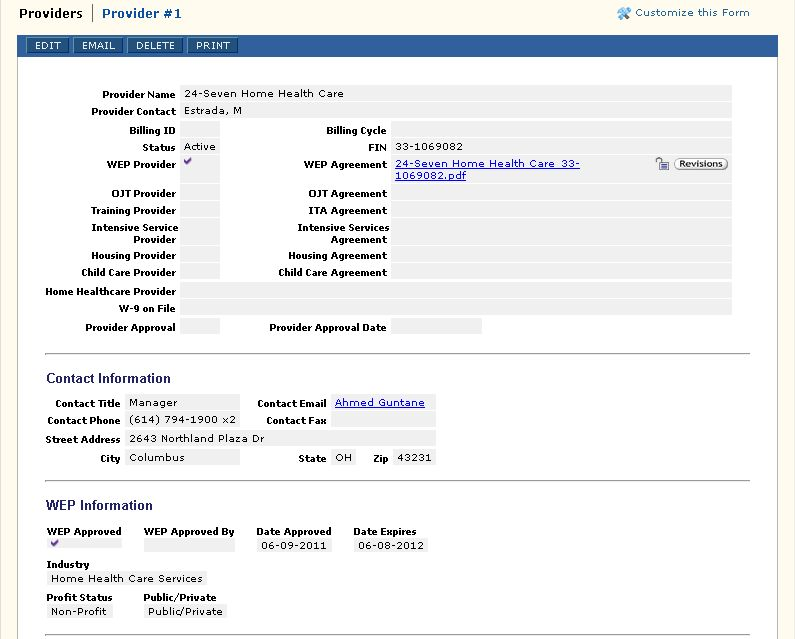 Providers Provider #1 Customize this Form
EDIT EMAIL DELETE PRINT
Provider Name 24-Seven Home Health Care
Provider Contact Estrada, M
Billing ID Billing Cycle
Status Active FIN 33-1069082
WEP Provider WEP Agreement 24-Seven Home Health Care_33- Revisions
1069082.pdf
OJT Provider OJT Agreement
Training Provider ITA Agreement
Intensive Service Intensive Services
Provider Agreement
Housing Provider Housing Agreement
Child Care Provider Child Care Agreement
Home Healthcare Provider
W-9 on File
Provider Approval Provider Approval Date
Contact Information
Contact Title Manager Contact Email Ahmed Guntane
Contact Phone (614) 794-1900 x2 Contact Fax
Street Address 2643 Northland Plaza Dr
City Columbus State OH Zip 43231
WEP Information
WEP Approved WEP Approved By Date Approved Date Expires
06-09-2011 06-08-2012
Industry
Home Health Care Services
Profit Status Public/Private
Non-Profit Public/Private